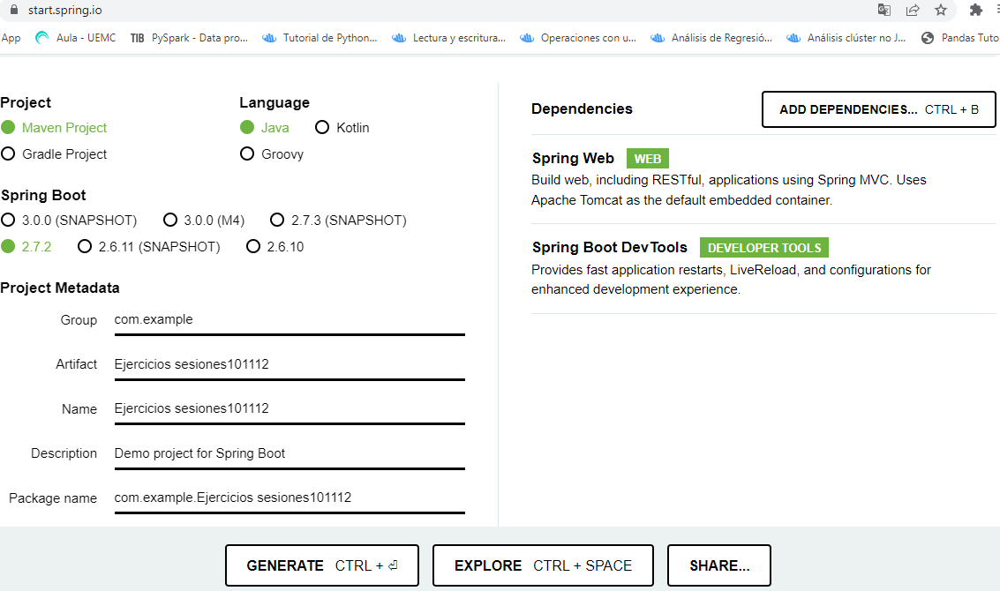 start.spring.io
App Aula - UEMC TIB PySpark - Data pro... Tutorial de Python... Lectura y escritura... Operaciones con u... Análisis de Regresió... Análisis clúster no J... Pandas Tuto
Project
Maven Project
Gradle Project
Language
Java Kotlin
Groovy
Spring Boot
3.0.0 (SNAPSHOT) 3.0.0 (M4) 2.7.3 (SNAPSHOT)
2.7.2 2.6.11 (SNAPSHOT) 2.6.10
Project Metadata
Group com.example
Artifact Ejercicios sesiones101112
Name Ejercicios sesiones101112
Description Demo project for Spring Boot
Package name com.example.Ejercicios sesiones101112
Dependencies
ADD DEPENDENCIES... CTRL + B
Spring Web WEB
Build web, including RESTful, applications using Spring MVC. Uses
Apache Tomcat as the default embedded container.
Spring Boot DevTools DEVELOPER TOOLS
Provides fast application restarts, LiveReload, and configurations for
enhanced development experience.
GENERATE CTRL + ⏎ EXPLORE CTRL + SPACE SHARE...